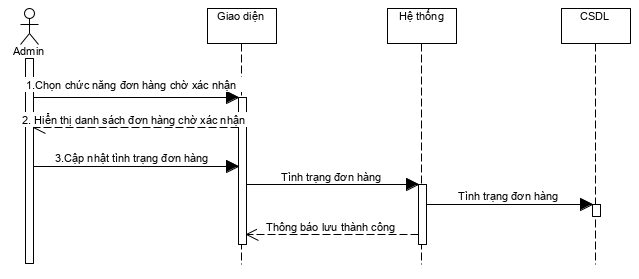 Giao diện
Hệ thống
CSDL
Admin
1.Chọn chức năng đơn hàng chờ xác nhận
2. Hiển thị danh sách đơn hàng chờ xác nhận
3.Cập nhật tình trạng đơn hàng
Tình trạng đơn hàng
Tình trạng đơn hàng
Thông báo lưu thành công